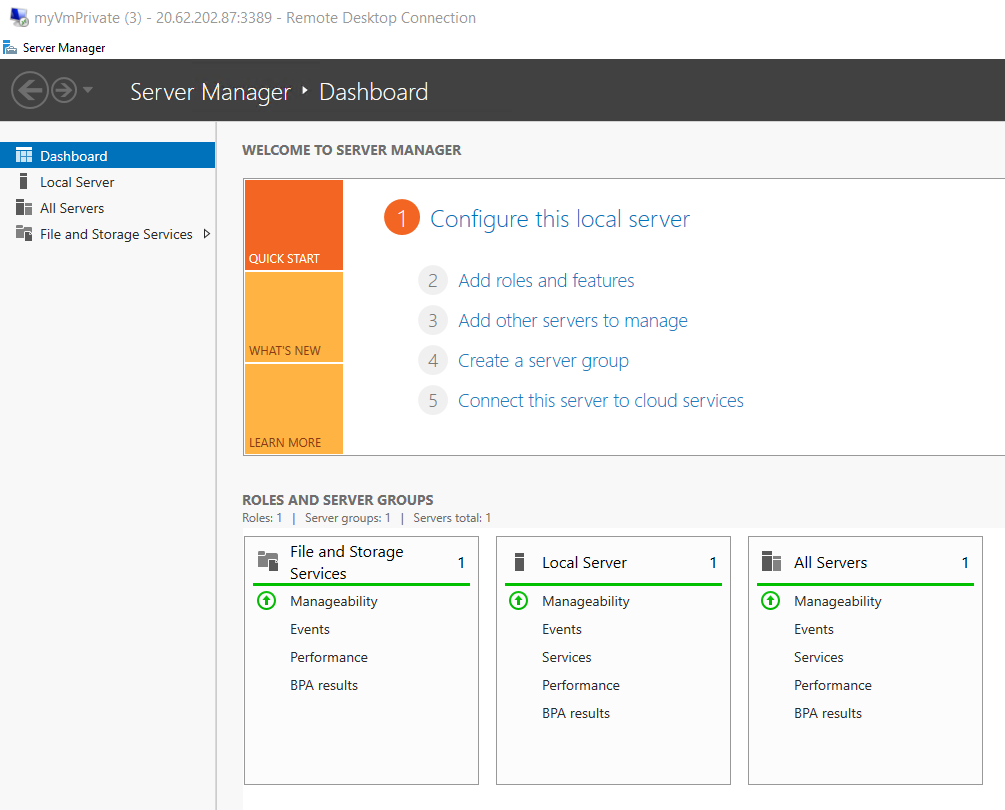 myVmPrivate (3) - 20.62.202.87:3389 - Remote Desktop Connection
Server Manager
Server Manager ‣ Dashboard
Dashboard
Local Server
All Servers
File and Storage Services
WELCOME TO SERVER MANAGER
QUICK START
WHAT'S NEW
LEARN MORE
1 Configure this local server
2 Add roles and features
3 Add other servers to manage
4 Create a server group
5 Connect this server to cloud services
ROLES AND SERVER GROUPS
Roles: 1 | Server groups: 1 | Servers total: 1
File and Storage
Services 1
Manageability
Events
Performance
BPA results
Local Server 1
Manageability
Events
Services
Performance
BPA results
All Servers 1
Manageability
Events
Services
Performance
BPA results